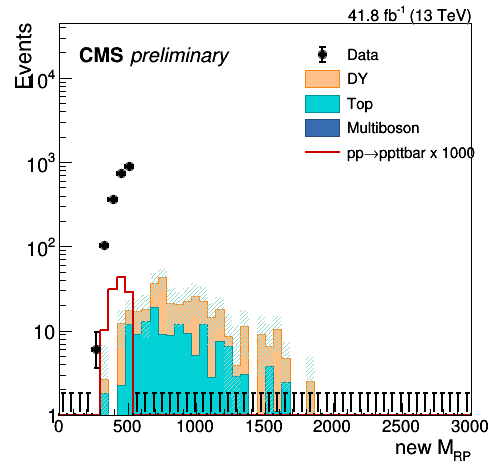 41.8 fb⁻¹ (13 TeV)
Events
CMS preliminary
Data
DY
Top
Multiboson
pp→ppttbar x 1000
10⁴
10³
10²
10
1
0 500 1000 1500 2000 2500 3000
new M_RP